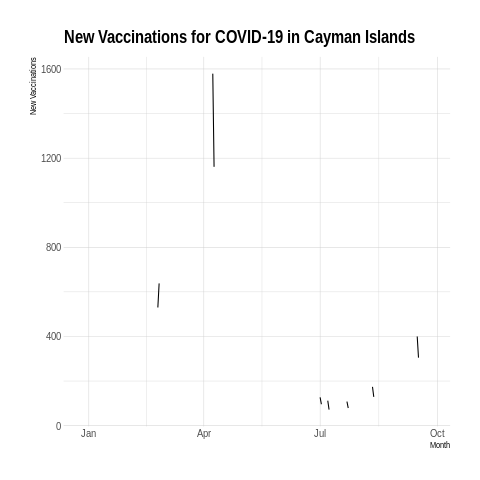 New Vaccinations for COVID-19 in Cayman Islands
New Vaccinations
1600
1200
800
400
0
Jan Apr Jul Oct
Month